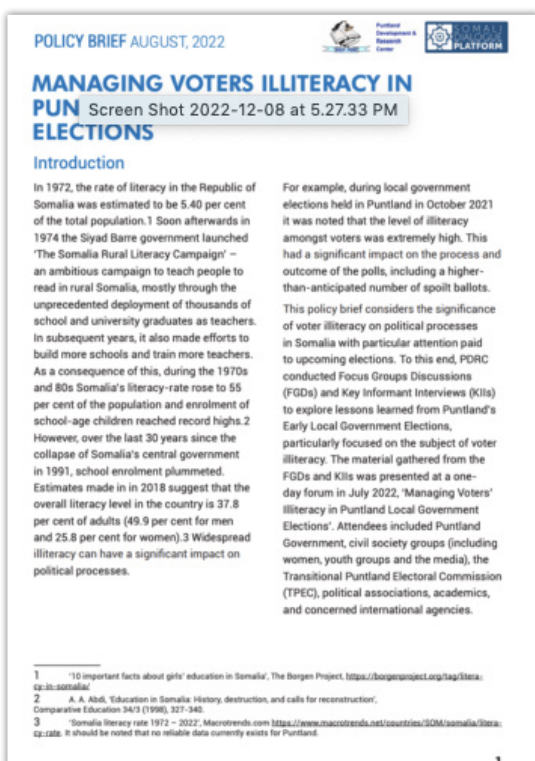 POLICY BRIEF AUGUST, 2022
Puntland
Development &
Research
Center
SOMALI
DIALOGUE
PLATFORM
MANAGING VOTERS ILLITERACY IN
PUN
Screen Shot 2022-12-08 at 5.27.33 PM
ELECTIONS
Introduction
In 1972, the rate of literacy in the Republic of
Somalia was estimated to be 5.40 per cent
of the total population.1 Soon afterwards in
1974 the Siyad Barre government launched
'The Somalia Rural Literacy Campaign' –
an ambitious campaign to teach people to
read in rural Somalia, mostly through the
unprecedented deployment of thousands of
school and university graduates as teachers.
In subsequent years, it also made efforts to
build more schools and train more teachers.
As a consequence of this, during the 1970s
and 80s Somalia's literacy-rate rose to 55
per cent of the population and enrolment of
school-age children reached record highs.2
However, over the last 30 years since the
collapse of Somalia's central government
in 1991, school enrolment plummeted.
Estimates made in in 2018 suggest that the
overall literacy level in the country is 37.8
per cent of adults (49.9 per cent for men
and 25.8 per cent for women).3 Widespread
illiteracy can have a significant impact on
political processes.
For example, during local government
elections held in Puntland in October 2021
it was noted that the level of illiteracy
amongst voters was extremely high. This
had a significant impact on the process and
outcome of the polls, including a higher-
than-anticipated number of spoilt ballots.
This policy brief considers the significance
of voter illiteracy on political processes
in Somalia with particular attention paid
to upcoming elections. To this end, PDRC
conducted Focus Groups Discussions
(FGDs) and Key Informant Interviews (KIIs)
to explore lessons learned from Puntland's
Early Local Government Elections,
particularly focused on the subject of voter
illiteracy. The material gathered from the
FGDs and KIIs was presented at a one-
day forum in July 2022, 'Managing Voters'
Illiteracy in Puntland Local Government
Elections'. Attendees included Puntland
Government, civil society groups (including
women, youth groups and the media), the
Transitional Puntland Electoral Commission
(TPEC), political associations, academics,
and concerned international agencies.
1 '10 important facts about girls' education in Somalia', The Borgen Project, https://borgenproject.org/tag/litera-
cy-in-somalia/
2 A. A. Abdi, 'Education in Somalia: History, destruction, and calls for reconstruction',
Comparative Education 34/3 (1998), 327-340.
3 'Somalia literacy rate 1972 – 2022', Macrotrends.com https://www.macrotrends.net/countries/SOM/somalia/litera-
cy-rate. It should be noted that no reliable data currently exists for Puntland.